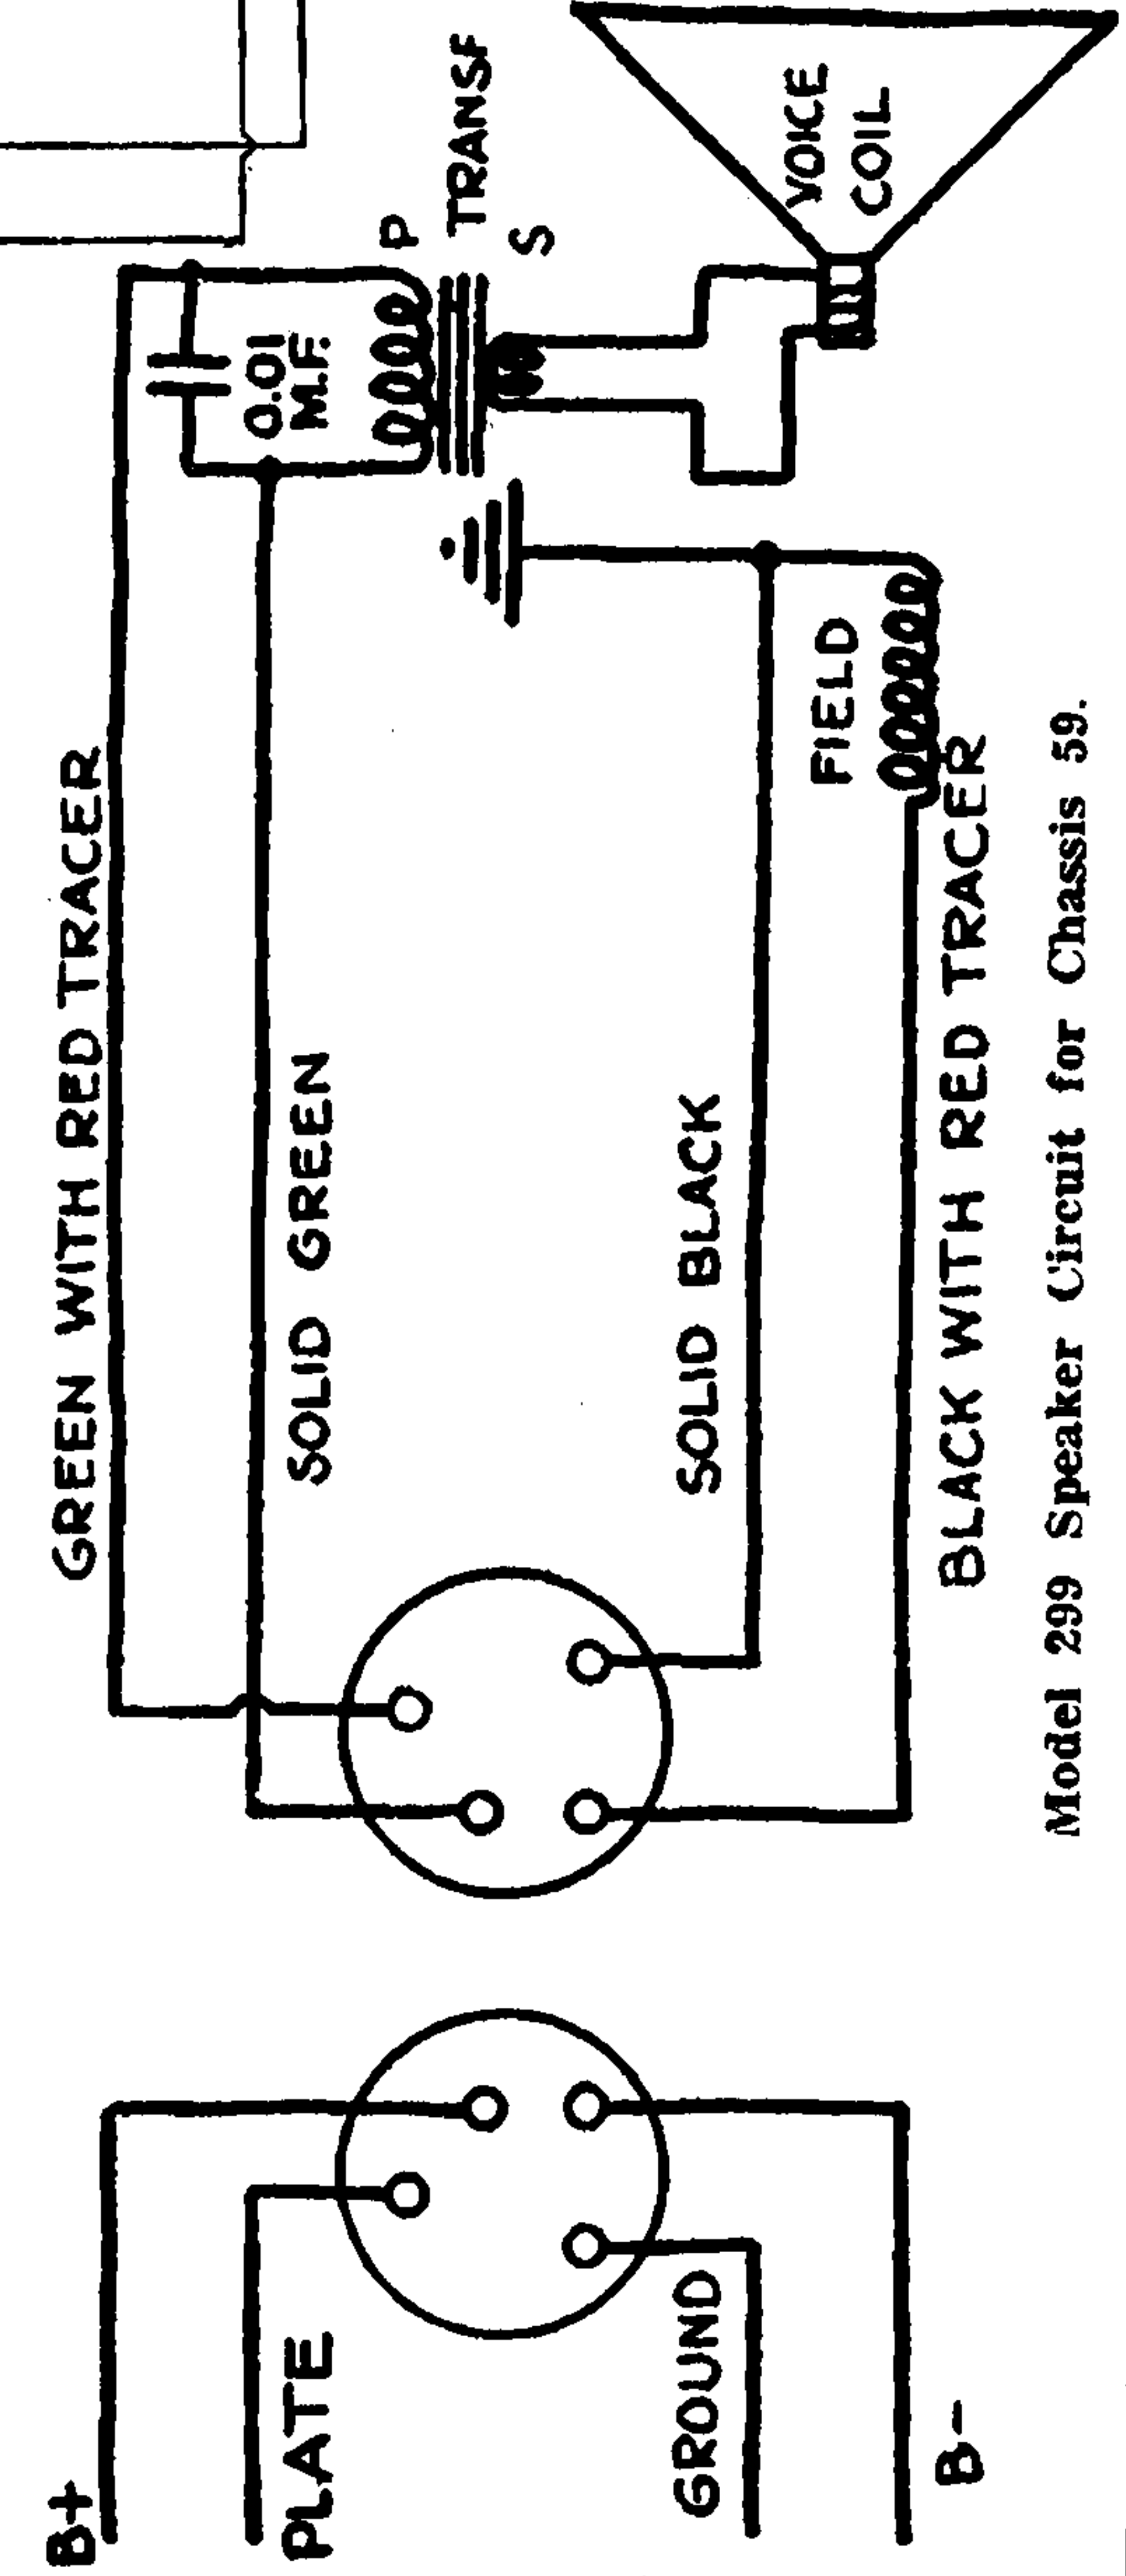 GREEN WITH RED TRACER
0.01
M.F.
P
TRANSF
S
VOICE
COIL
SOLID GREEN
FIELD
SOLID BLACK
BLACK WITH RED TRACER
B+
PLATE
GROUND
B-
Model 299 Speaker Circuit for Chassis 59.